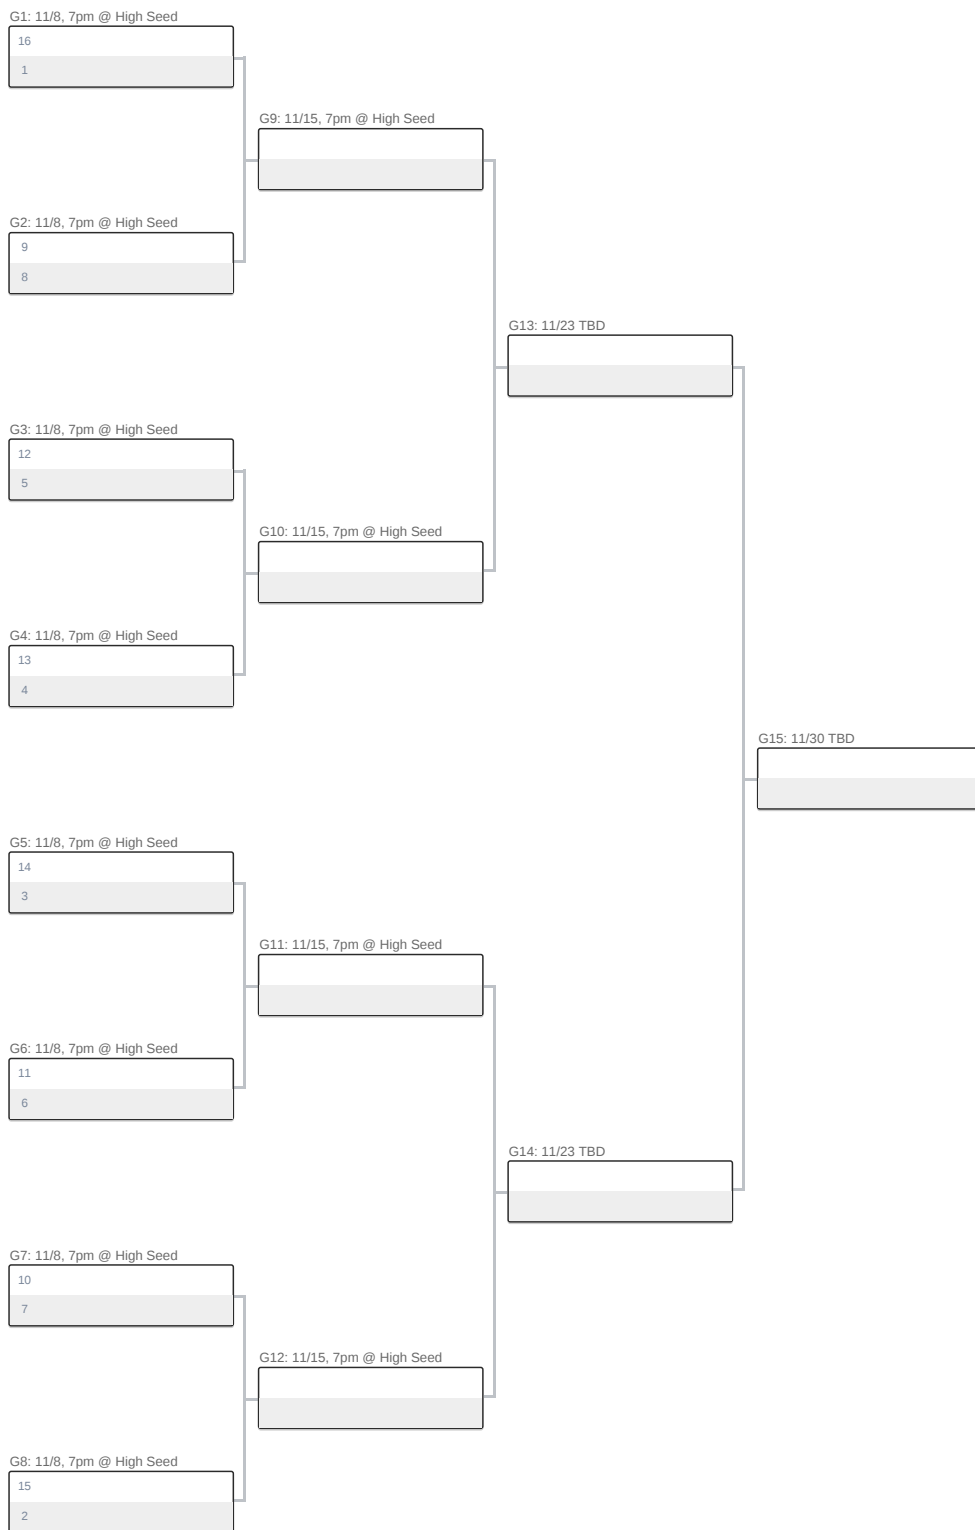 G1: 11/8, 7pm @ High Seed
16
1
G9: 11/15, 7pm @ High Seed
G2: 11/8, 7pm @ High Seed
9
8
G13: 11/23 TBD
G3: 11/8, 7pm @ High Seed
12
5
G10: 11/15, 7pm @ High Seed
G4: 11/8, 7pm @ High Seed
13
4
G15: 11/30 TBD
G5: 11/8, 7pm @ High Seed
14
3
G11: 11/15, 7pm @ High Seed
G6: 11/8, 7pm @ High Seed
11
6
G14: 11/23 TBD
G7: 11/8, 7pm @ High Seed
10
7
G12: 11/15, 7pm @ High Seed
G8: 11/8, 7pm @ High Seed
15
2